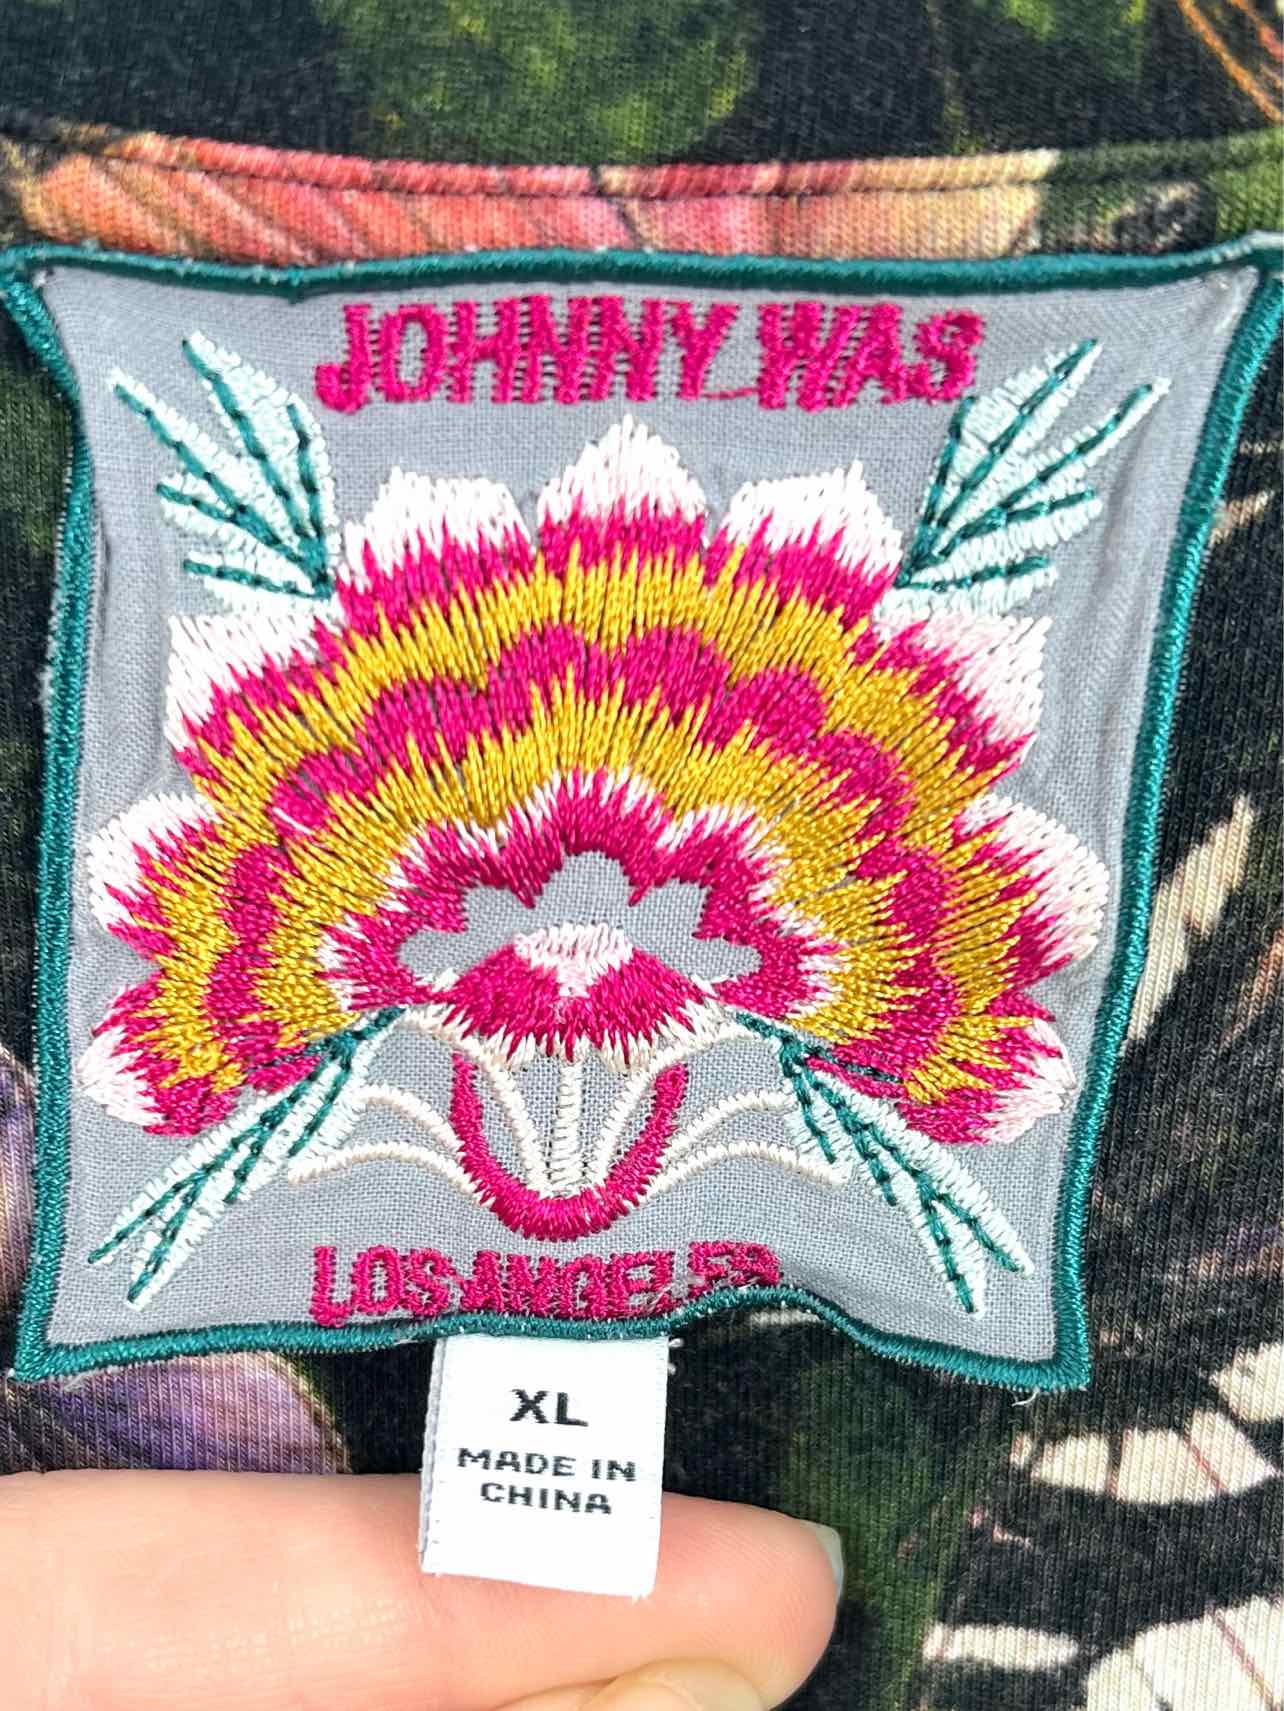 JOHNNY WAS
LOS ANGELES
XL
MADE IN
CHINA